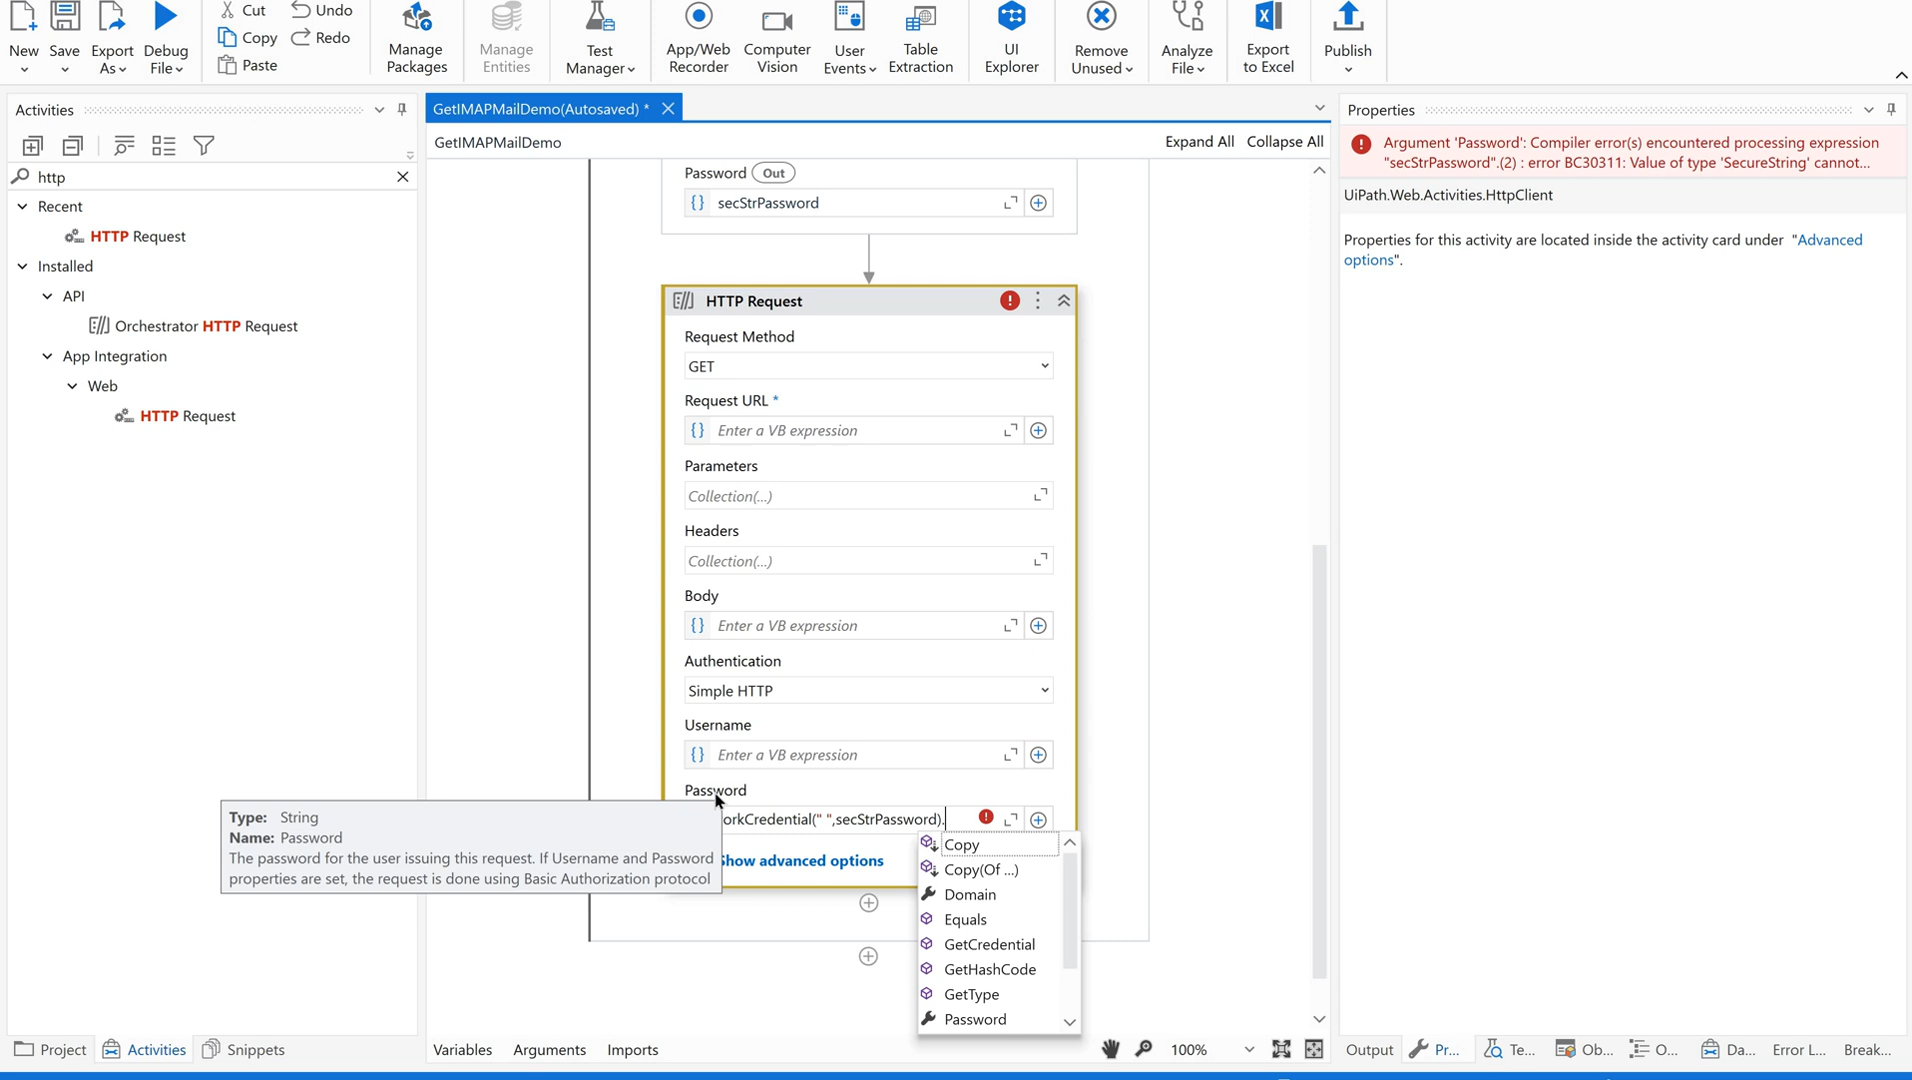 New
Save
Export
As
Debug
File
Cut
Copy
Paste
Undo
Redo
Manage
Packages
Manage
Entities
Test
Manager
App/Web
Recorder
Computer
Vision
User
Events
Table
Extraction
UI
Explorer
Remove
Unused
Analyze
File
Export
to Excel
Publish
Activities
http
Recent
HTTP Request
Installed
API
Orchestrator HTTP Request
App Integration
Web
HTTP Request
GetIMAPMailDemo(Autosaved) *
GetIMAPMailDemo
Expand All Collapse All
Password Out
secStrPassword
HTTP Request
Request Method
GET
Request URL *
Enter a VB expression
Parameters
Collection(...)
Headers
Collection(...)
Body
Enter a VB expression
Authentication
Simple HTTP
Username
Enter a VB expression
Password
orkCredential(" ",secStrPassword).
Show advanced options
Type: String
Name: Password
The password for the user issuing this request. If Username and Password
properties are set, the request is done using Basic Authorization protocol
Copy
Copy(Of ...)
Domain
Equals
GetCredential
GetHashCode
GetType
Password
Properties
Argument 'Password': Compiler error(s) encountered processing expression
"secStrPassword".(2) : error BC30311: Value of type 'SecureString' cannot...
UiPath.Web.Activities.HttpClient
Properties for this activity are located inside the activity card under "Advanced
options".
Project Activities Snippets
Variables Arguments Imports
100%
Output Pr... Te... Ob... O... Da... Error L... Break...